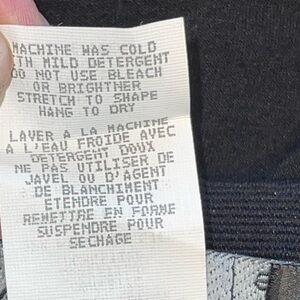 MACHINE WAS COLD
WITH MILD DETERGENT
DO NOT USE BLEACH
OR BRIGHTNER
STRETCH TO SHAPE
HANG TO DRY
LAVER A LA MACHINE
A L'EAU FROIDE AVEC
DETERGENT DOUX
NE PAS UTILISER DE
JAVEL OU D'AGENT
DE BLANCHIMENT
ETENDRE POUR
REMETTRE EN FORME
SUSPENDRE POUR
SECHAGE